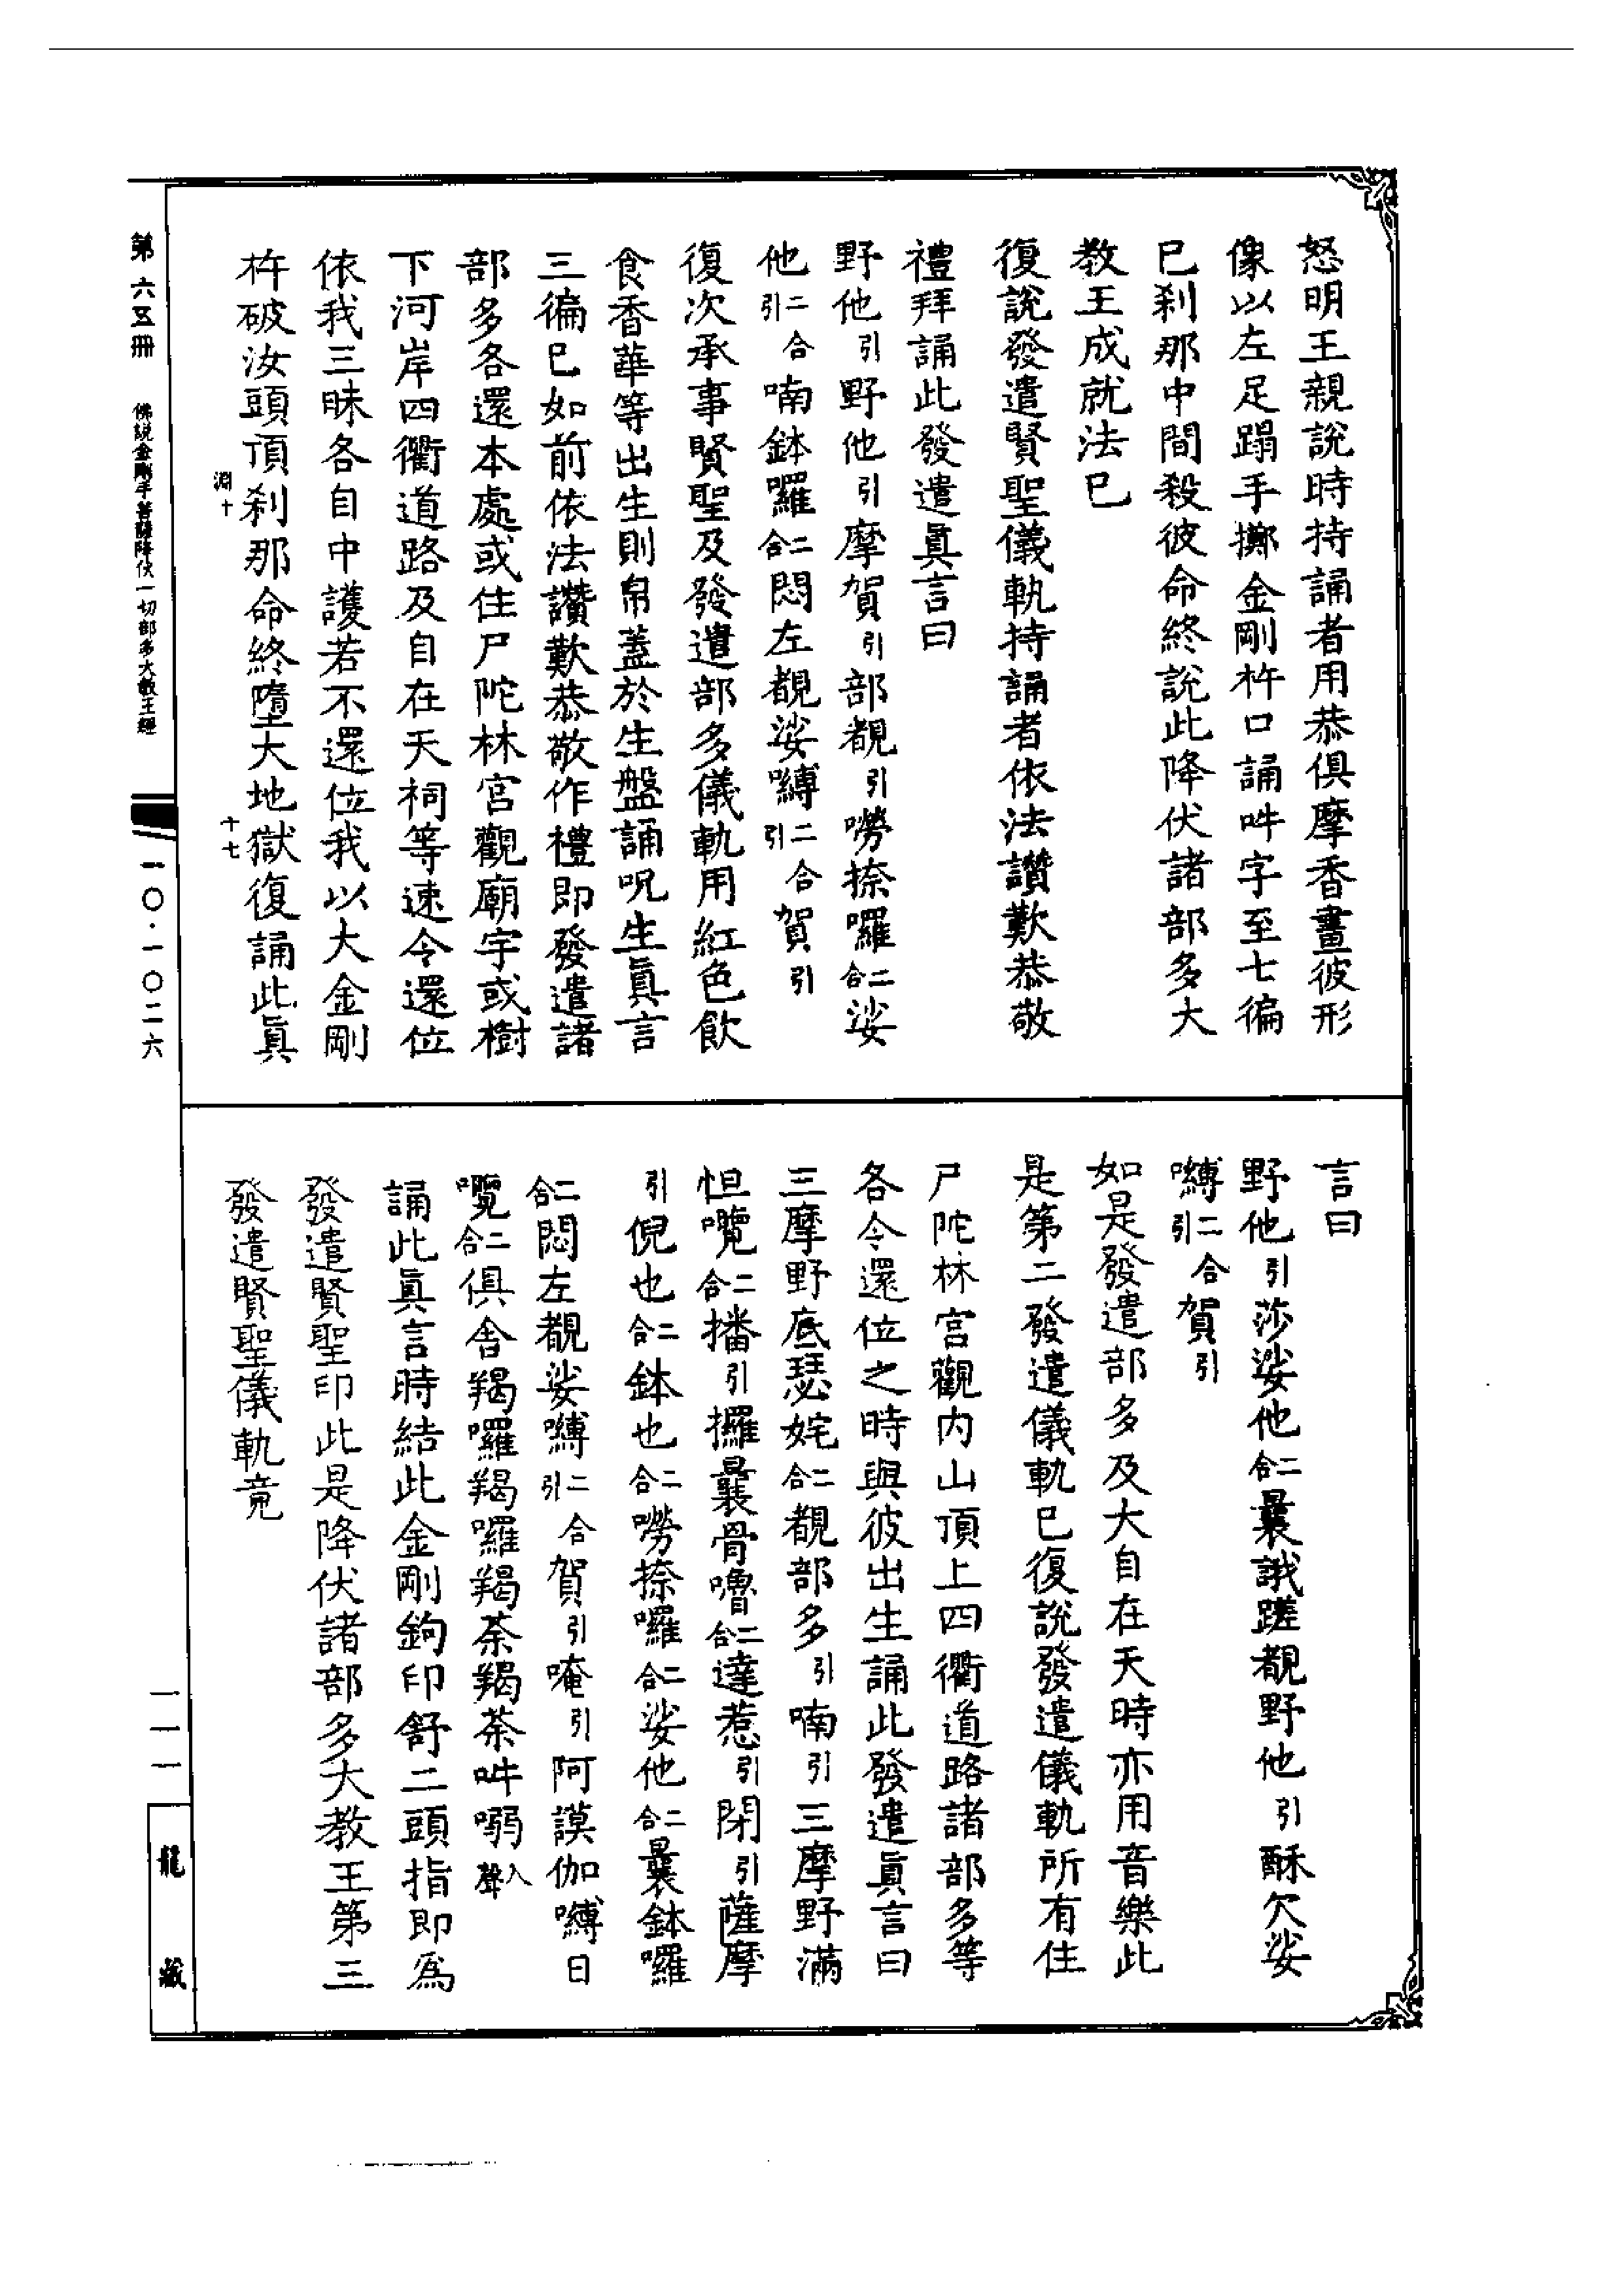 怒明王親說時持誦者用恭俱摩香畫彼形
像以左足蹋手擲金剛杵口誦吽字至七徧
已刹那中間殺彼命終說此降伏諸部多大
教王成就法已
復說發遣賢聖儀軌持誦者依法讚歎恭敬
禮拜誦此發遣眞言曰
野他引野他引摩賀引部覩引嘮捺囉二合娑
他二合引喃鉢囉二合悶左覩娑嚩二合引賀引
復次承事賢聖及發遣部多儀軌用紅色飲
食香華等出生則帛蓋於生盤誦呪生眞言
三徧已如前依法讚歎恭敬作禮即發遣諸
部多各還本處或住尸陀林宮觀廟宇或樹
下河岸四衢道路及自在天祠等速令還位
依我三昧各自中護若不還位我以大金剛
杵破汝頭頂刹那命終墮大地獄復誦此眞
言曰
野他引莎娑他二合曩誐蹉覩野他引酥欠娑
嚩二合引賀引
如是發遣部多及大自在天時亦用音樂此
是第二發遣儀軌已復說發遣儀軌所有住
尸陀林宮觀内山頂上四衢道路諸部多等
各令還位之時與彼出生誦此發遣眞言曰
三摩野底瑟姹二合覩部多引喃引三摩野滿
怛嚂二合播引攞曩骨嚕二合達惹引閉引薩摩
引倪也二合鉢也二合嘮捺囉二合娑他二合曩鉢囉
二合悶左覩娑嚩二合引賀引唵引阿謨伽嚩日
嚂二合俱舍羯囉羯囉羯荼羯荼吽嗍入聲
誦此眞言時結此金剛鉤印舒二頭指即爲
發遣賢聖印此是降伏諸部多大教王第三
發遣賢聖儀軌竟
淵十
十七
第六五冊
佛說金剛手菩薩降伏一切部多大教王經
一〇·一〇二六
一一一
龍藏